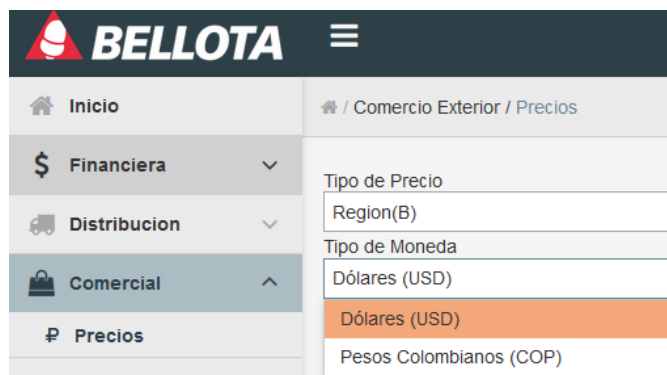 BELLOTA
Inicio
/ Comercio Exterior / Precios
Financiera
Distribucion
Comercial
Precios
Tipo de Precio
Region(B)
Tipo de Moneda
Dólares (USD)
Dólares (USD)
Pesos Colombianos (COP)